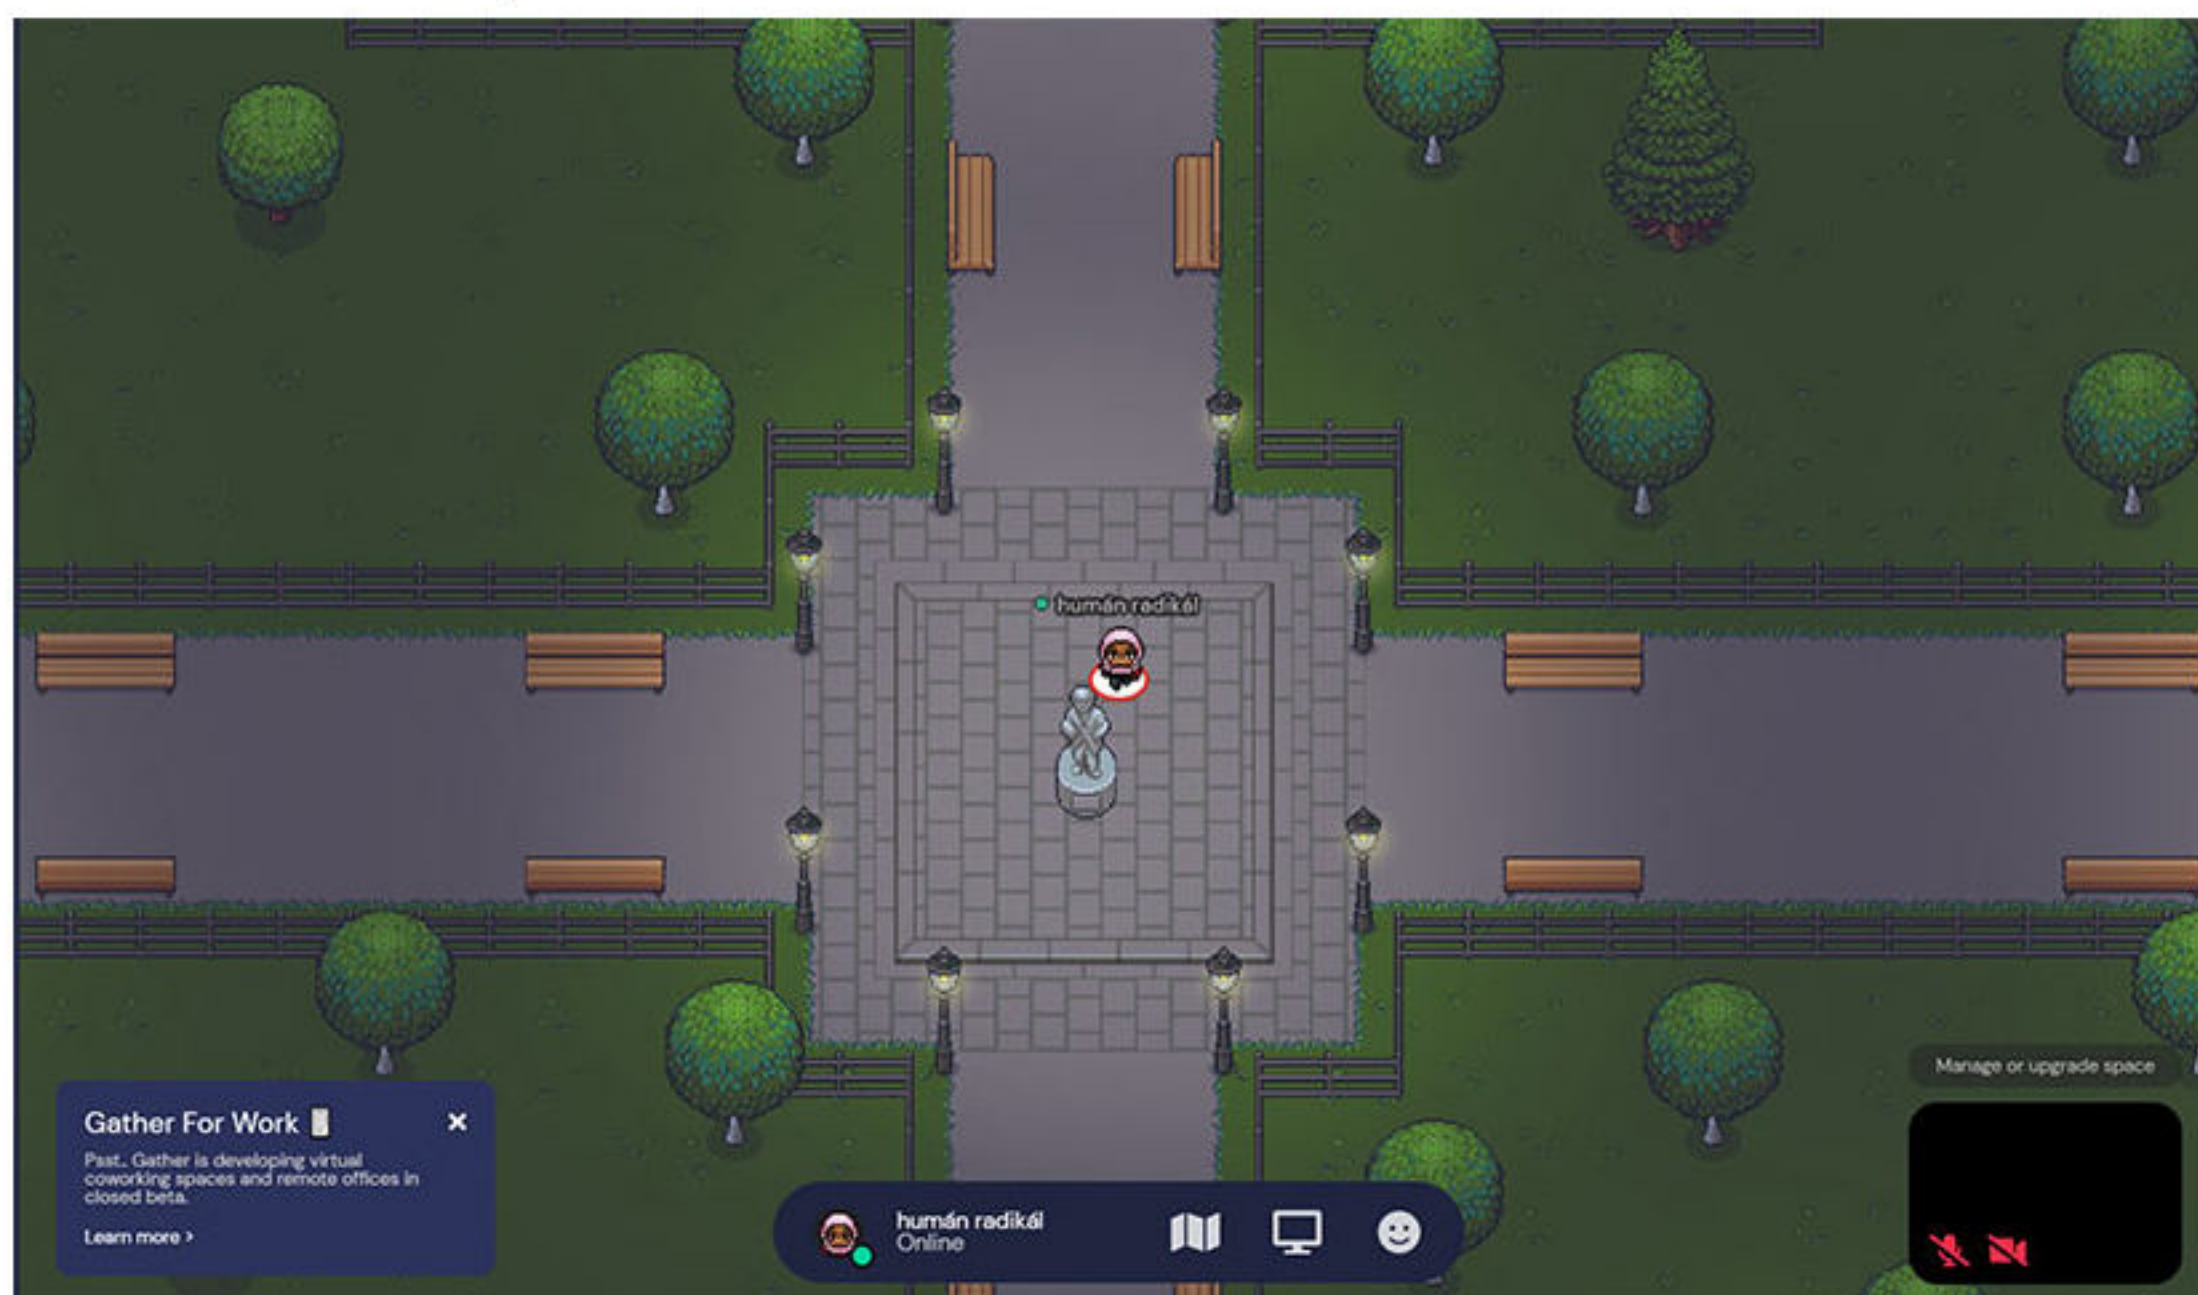 humán radikál
Manage or upgrade space
Gather For Work
Psst.. Gather is developing virtual
coworking spaces and remote offices in
closed beta.
Learn more >
humán radikál
Online